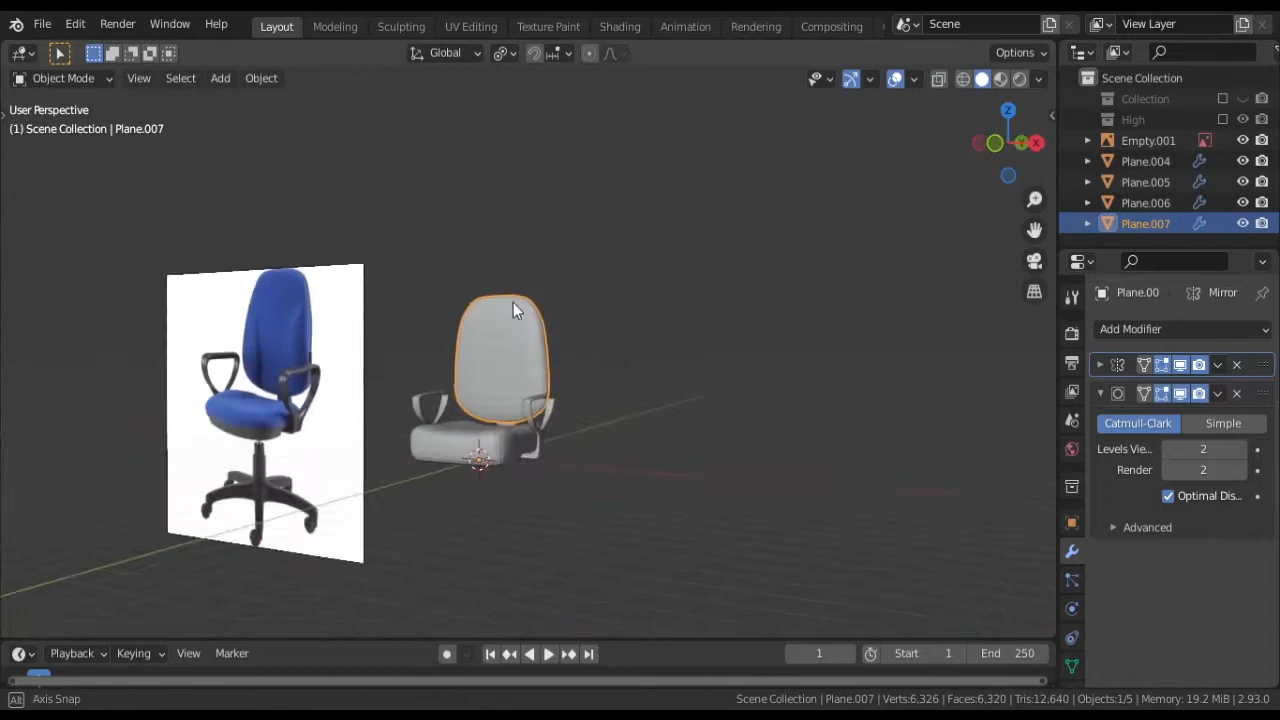 File Edit Render Window Help Layout Modeling Sculpting UV Editing Texture Paint Shading Animation Rendering Compositing Scene View Layer
Global Options
Object Mode View Select Add Object
User Perspective
(1) Scene Collection | Plane.007
Z
Y
X
Scene Collection
Collection
High
Empty.001
Plane.004
Plane.005
Plane.006
Plane.007
Plane.00 Mirror
Add Modifier
Catmull-Clark Simple
Levels Vie... 2
Render 2
Optimal Dis...
Advanced
Playback Keying View Marker 1 Start 1 End 250
Alt Axis Snap Scene Collection | Plane.007 | Verts:6,326 | Faces:6,320 | Tris:12,640 | Objects:1/5 | Memory: 19.2 MiB | 2.93.0